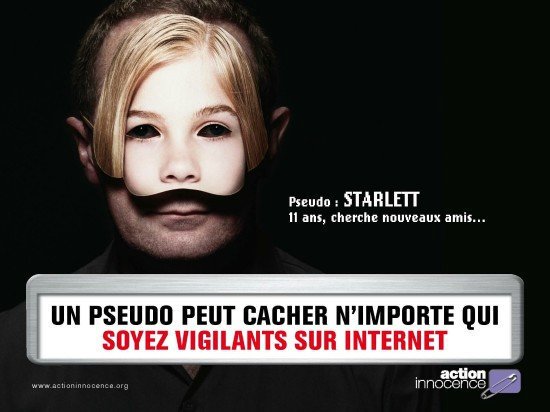 Pseudo : STARLETT
11 ans, cherche nouveaux amis...
UN PSEUDO PEUT CACHER N'IMPORTE QUI
SOYEZ VIGILANTS SUR INTERNET
www.actioninnocence.org
action
innocence